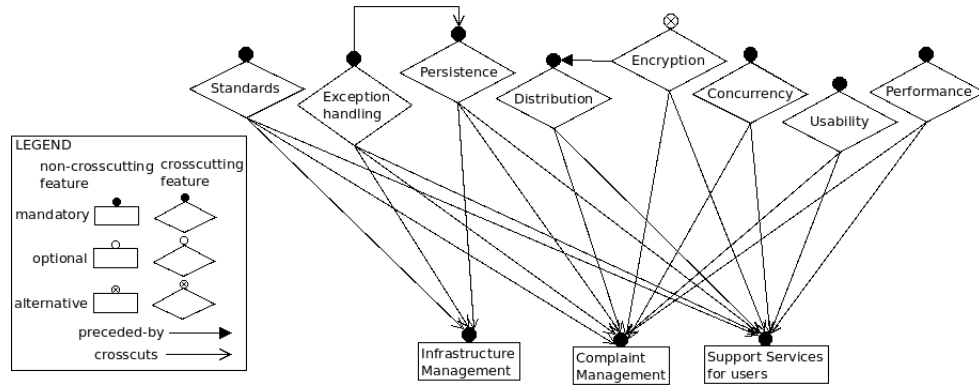 Persistence
Encryption
Standards
Exception
handling
Distribution
Concurrency
Usability
Performance
LEGEND
non-crosscutting
feature
crosscutting
feature
mandatory
optional
alternative
preceded-by
crosscuts
Infrastructure
Management
Complaint
Management
Support Services
for users